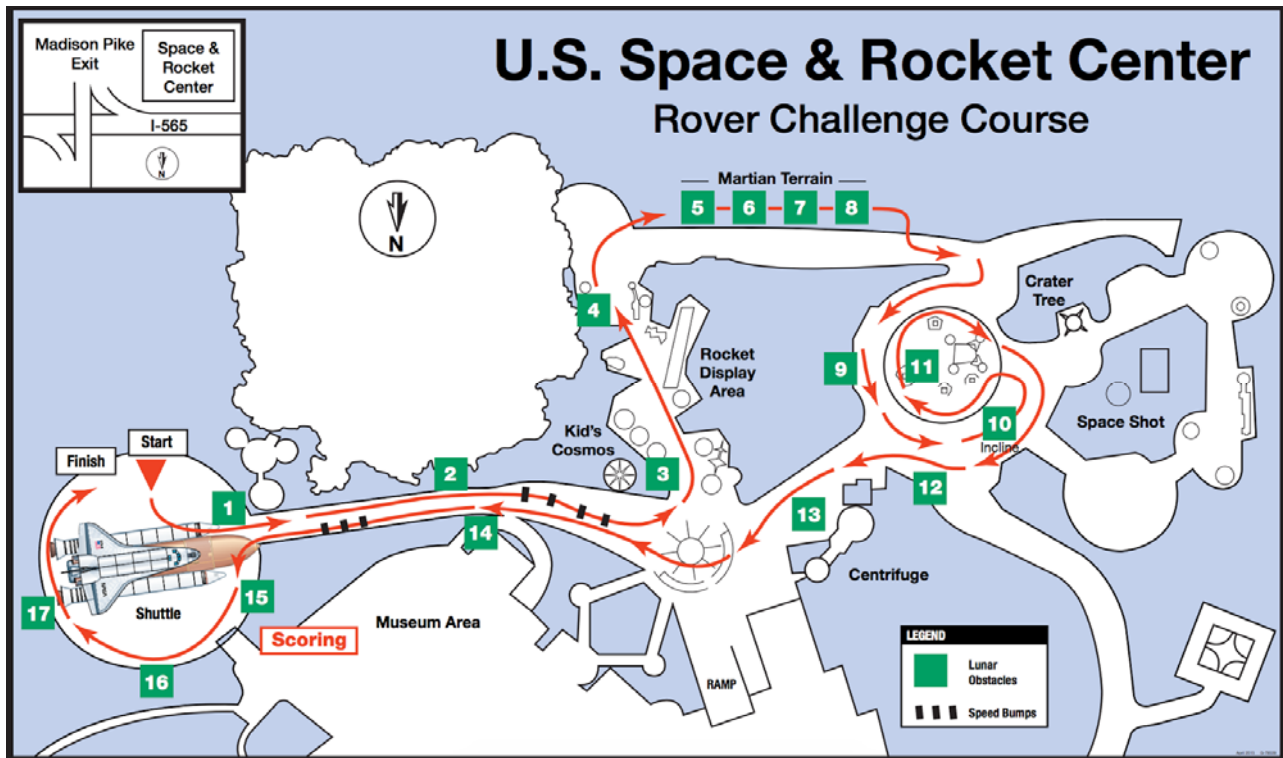 Madison Pike
Exit
Space &
Rocket
Center
I-565
N
U.S. Space & Rocket Center
Rover Challenge Course
N
Martian Terrain
5
6
7
8
4
Crater
Tree
Rocket
Display
Area
9
11
10
Incline
Space Shot
Kid's
Cosmos
Start
Finish
1
2
3
12
13
14
Centrifuge
15
Shuttle
17
16
Scoring
Museum Area
RAMP
LEGEND
Lunar
Obstacles
Speed Bumps